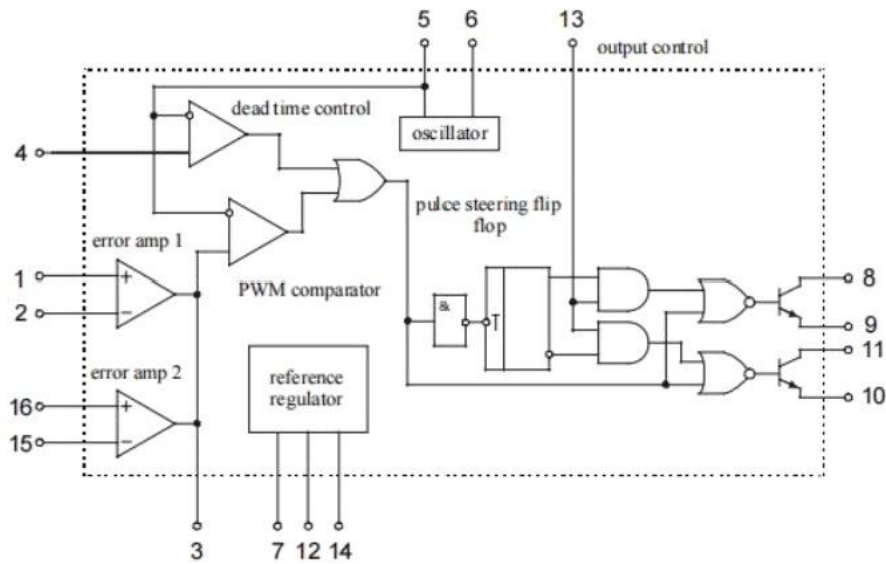 5 6 13
output control
dead time control
oscillator
4
pulce steering flip
flop
error amp 1
1 +
2 −
PWM comparator
&
T
8
9
11
10
error amp 2
16 +
15 −
reference
regulator
3 7 12 14